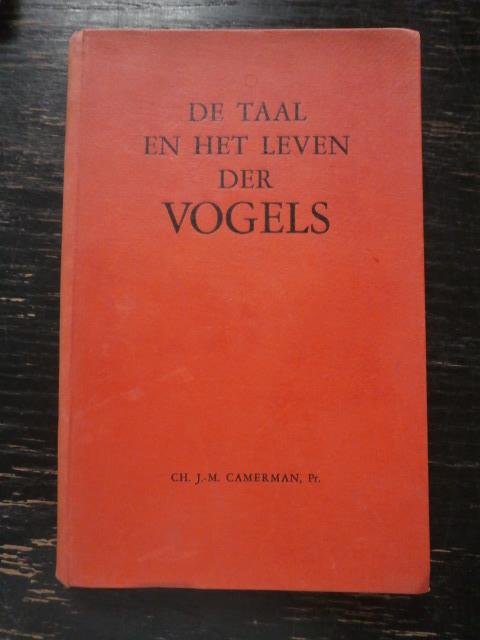 DE TAAL
EN HET LEVEN
DER
VOGELS
CH. J.-M. CAMERMAN, Pr.